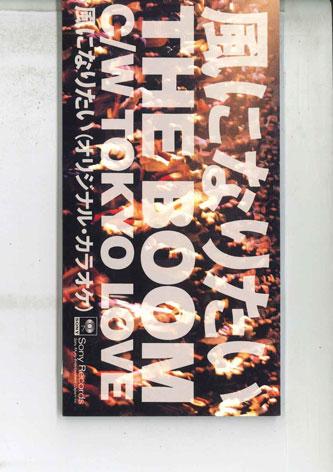 風になりたい
THE BOOM
C/W TOKYO LOVE
風になりたい(オリジナル・カラオケ)
SONY
Sony Records